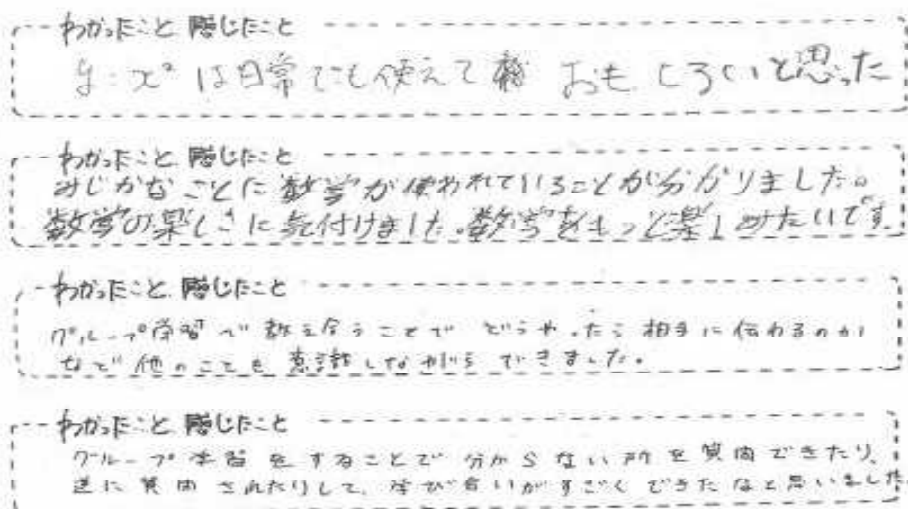 わかったこと 感じたこと
y=x² は日常でも使えて おもしろいと思った
わかったこと 感じたこと
みじかなことに数学が使われていることが分かりました。
数学の楽しさに気付けました。数学をもっと楽しみたいです。
わかったこと 感じたこと
グループ学習で教え合うことで どうやったら相手に伝わるのか
など他のことも意識しながらできました。
わかったこと 感じたこと
グループ学習をすることで分からない所を質問できたり、
逆に質問されたりして、学び合いがすごくできたなと思いました。